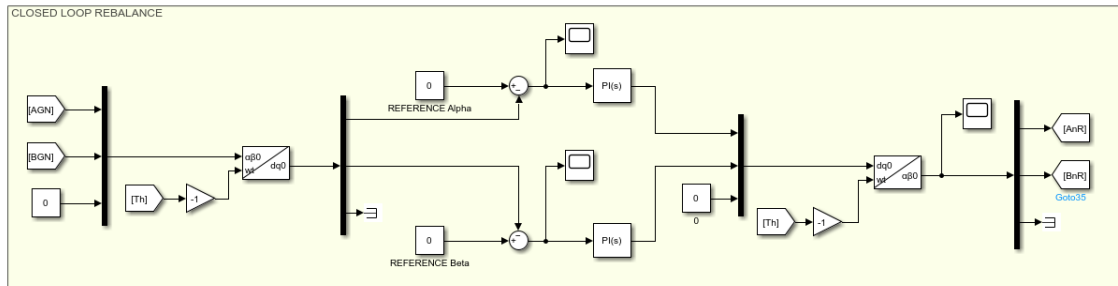 CLOSED LOOP REBALANCE
[AGN]
[BGN]
0
[Th]
-1
αβ0
wt
dq0
0
REFERENCE Alpha
+
−
PI(s)
0
REFERENCE Beta
−
+
PI(s)
0
0
[Th]
-1
dq0
wt
αβ0
[AnR]
[BnR]
Goto35